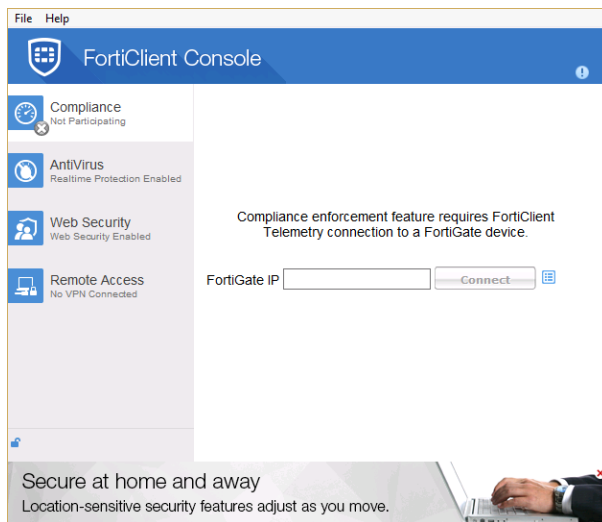 File Help
FortiClient Console
Compliance
Not Participating
AntiVirus
Realtime Protection Enabled
Web Security
Web Security Enabled
Remote Access
No VPN Connected
Compliance enforcement feature requires FortiClient
Telemetry connection to a FortiGate device.
FortiGate IP Connect
Secure at home and away
Location-sensitive security features adjust as you move.